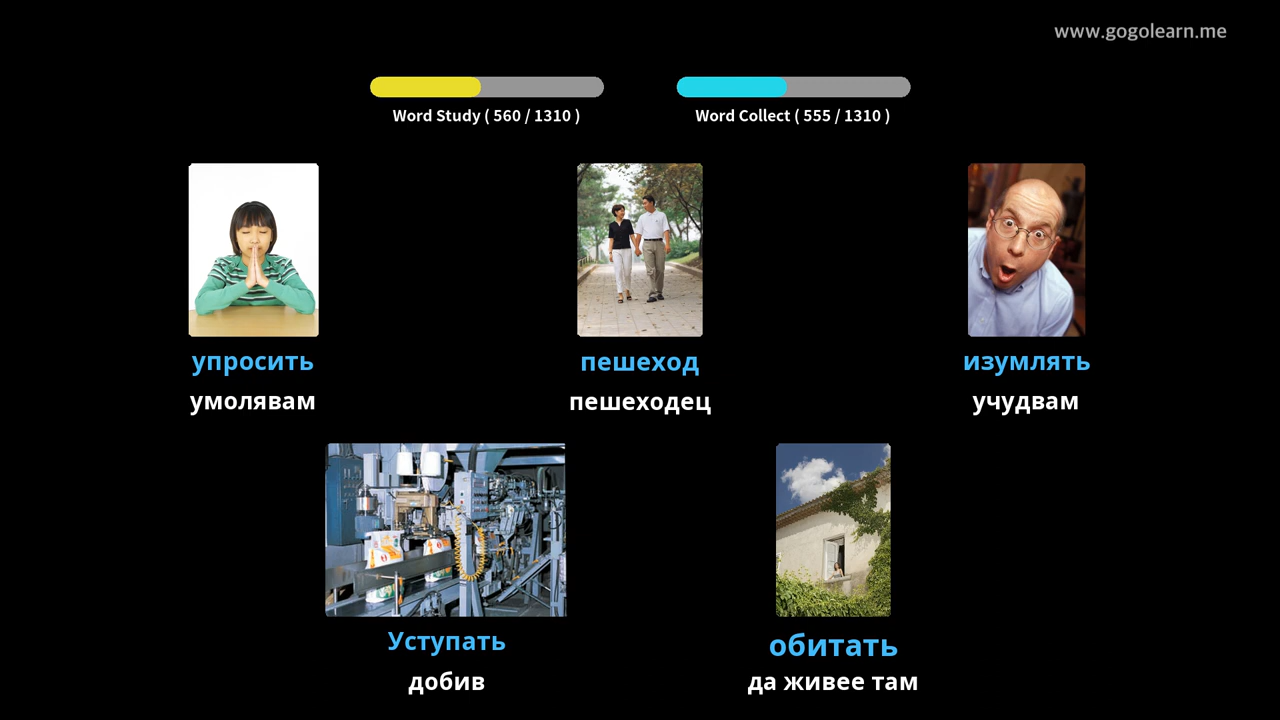 www.gogolearn.me
Word Study ( 560 / 1310 )
Word Collect ( 555 / 1310 )
упросить
пешеход
изумлять
умолявам
пешеходец
учудвам
Уступать
обитать
добив
да живее там